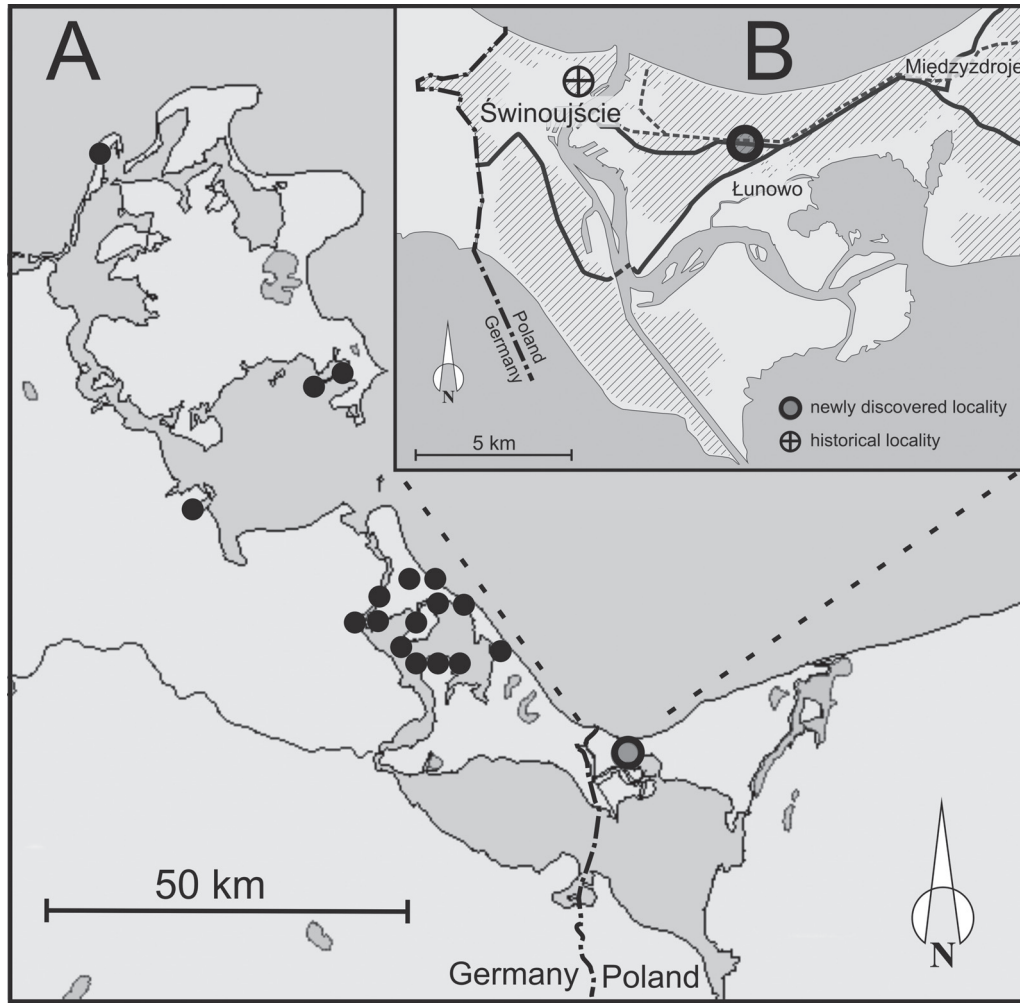 A
B
Międzyzdroje
Świnoujście
Łunowo
Poland
Germany
N
newly discovered locality
historical locality
5 km
50 km
N
Germany Poland